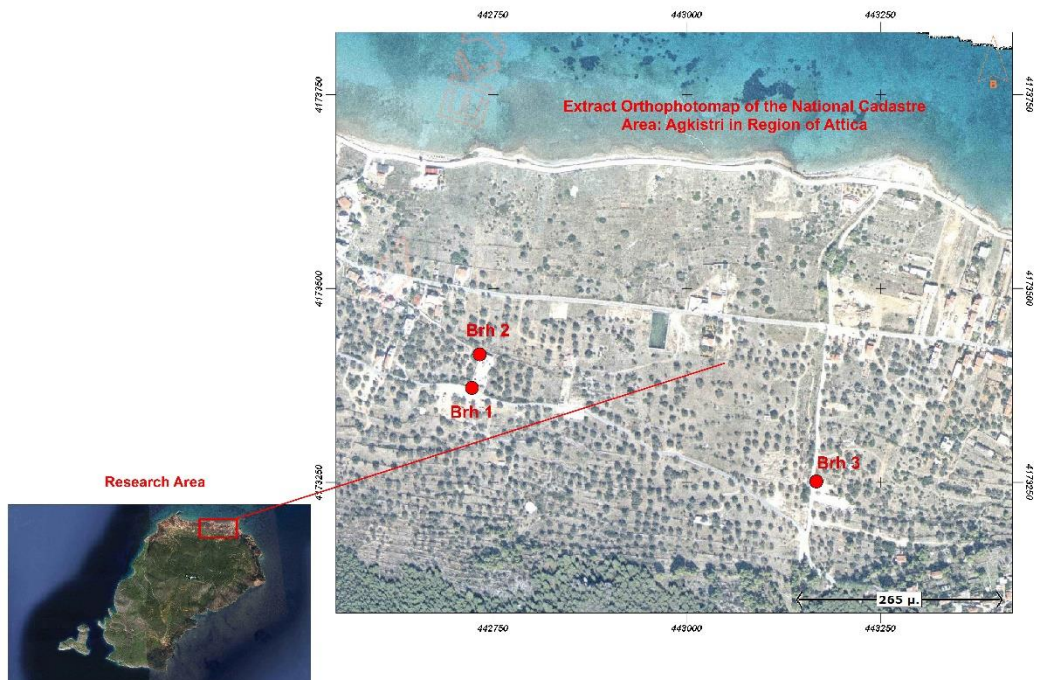 442750
443000
443250
B
4173750
4173750
Extract Orthophotomap of the National Cadastre
Area: Agkistri in Region of Attica
4173500
4173500
Brh 2
Brh 1
Brh 3
4173250
4173250
Research Area
265 μ.
442750
443000
443250